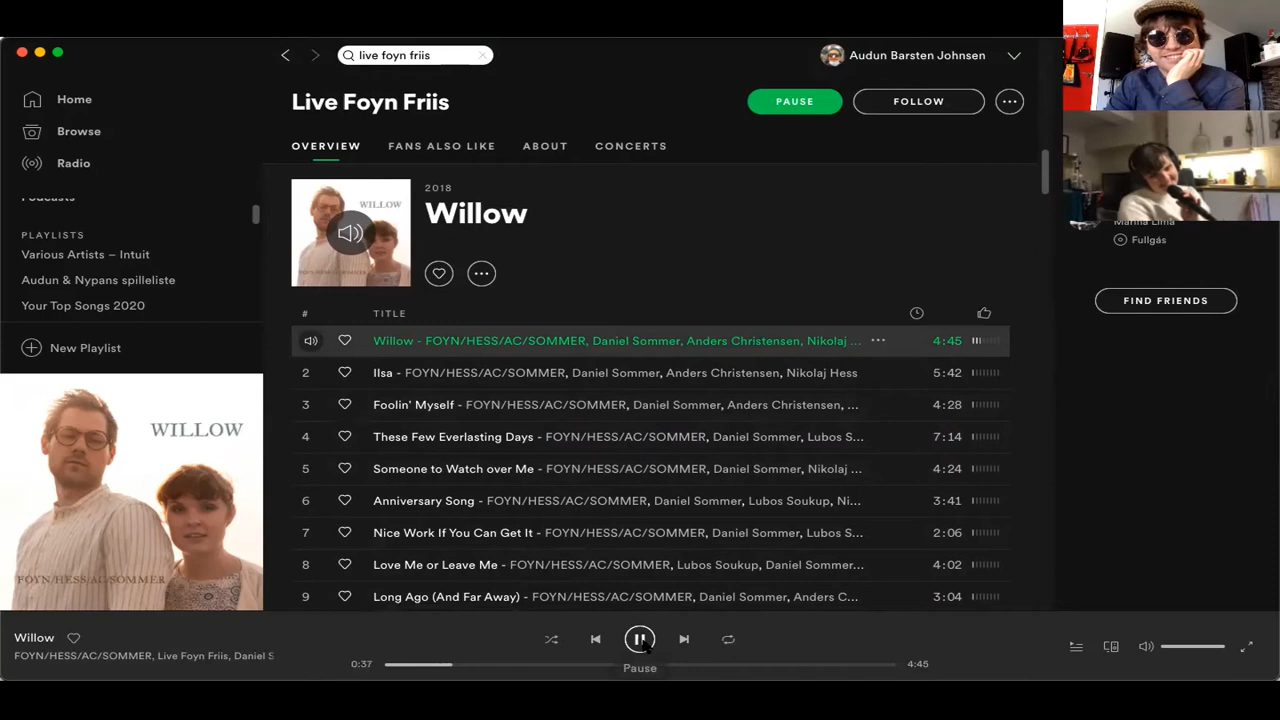 live foyn friis
Audun Barsten Johnsen
Home
Browse
Radio
Podcasts
PLAYLISTS
Various Artists – Intuit
Audun & Nypans spilleliste
Your Top Songs 2020
New Playlist
WILLOW
FOYN/HESS/AC/SOMMER
Live Foyn Friis
PAUSE
FOLLOW
OVERVIEW
FANS ALSO LIKE
ABOUT
CONCERTS
WILLOW
FOYN/HESS/AC/SOMMER
2018
Willow
# TITLE
Willow - FOYN/HESS/AC/SOMMER, Daniel Sommer, Anders Christensen, Nikolaj ... 4:45
2 Ilsa - FOYN/HESS/AC/SOMMER, Daniel Sommer, Anders Christensen, Nikolaj Hess 5:42
3 Foolin' Myself - FOYN/HESS/AC/SOMMER, Daniel Sommer, Anders Christensen, ... 4:28
4 These Few Everlasting Days - FOYN/HESS/AC/SOMMER, Daniel Sommer, Lubos S... 7:14
5 Someone to Watch over Me - FOYN/HESS/AC/SOMMER, Daniel Sommer, Nikolaj ... 4:24
6 Anniversary Song - FOYN/HESS/AC/SOMMER, Daniel Sommer, Lubos Soukup, Ni... 3:41
7 Nice Work If You Can Get It - FOYN/HESS/AC/SOMMER, Daniel Sommer, Lubos S... 2:06
8 Love Me or Leave Me - FOYN/HESS/AC/SOMMER, Lubos Soukup, Daniel Sommer... 4:02
9 Long Ago (And Far Away) - FOYN/HESS/AC/SOMMER, Daniel Sommer, Anders C... 3:04
Marina Lima
Fullgás
FIND FRIENDS
Willow
FOYN/HESS/AC/SOMMER, Live Foyn Friis, Daniel S
0:37
4:45
Pause